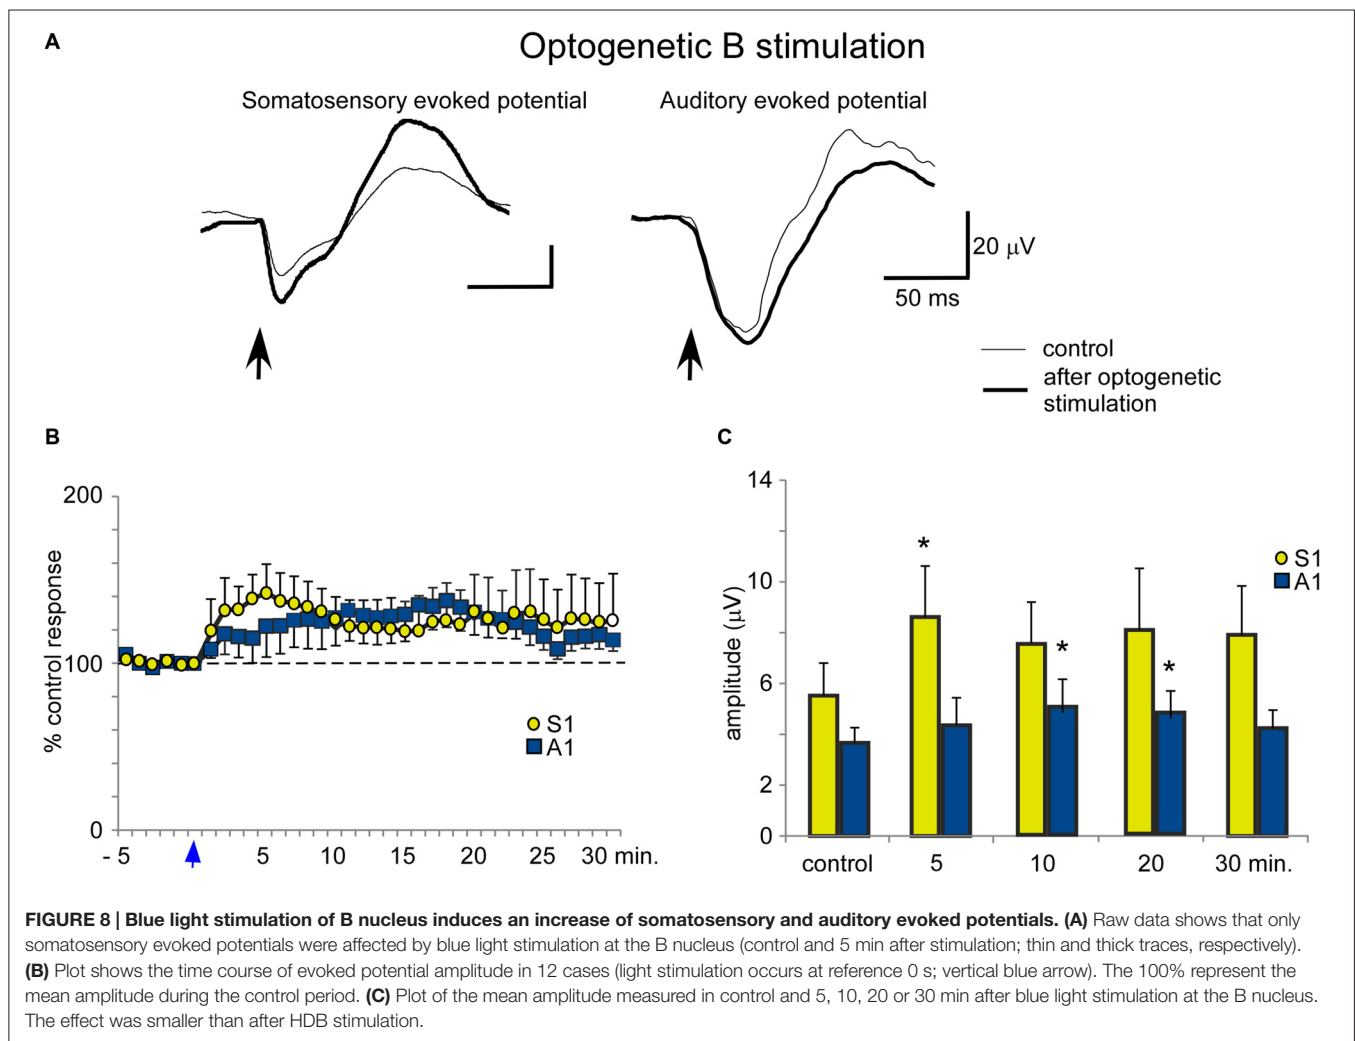 A
Optogenetic B stimulation
Somatosensory evoked potential
Auditory evoked potential
20 μV
50 ms
control
after optogenetic
stimulation
B
200
100
0
% control response
S1
A1
- 5
5
10
15
20
25
30 min.
C
14
10
6
2
0
amplitude (μV)
*
*
*
S1
A1
control
5
10
20
30 min.
FIGURE 8 | Blue light stimulation of B nucleus induces an increase of somatosensory and auditory evoked potentials. (A) Raw data shows that only
somatosensory evoked potentials were affected by blue light stimulation at the B nucleus (control and 5 min after stimulation; thin and thick traces, respectively).
(B) Plot shows the time course of evoked potential amplitude in 12 cases (light stimulation occurs at reference 0 s; vertical blue arrow). The 100% represent the
mean amplitude during the control period. (C) Plot of the mean amplitude measured in control and 5, 10, 20 or 30 min after blue light stimulation at the B nucleus.
The effect was smaller than after HDB stimulation.